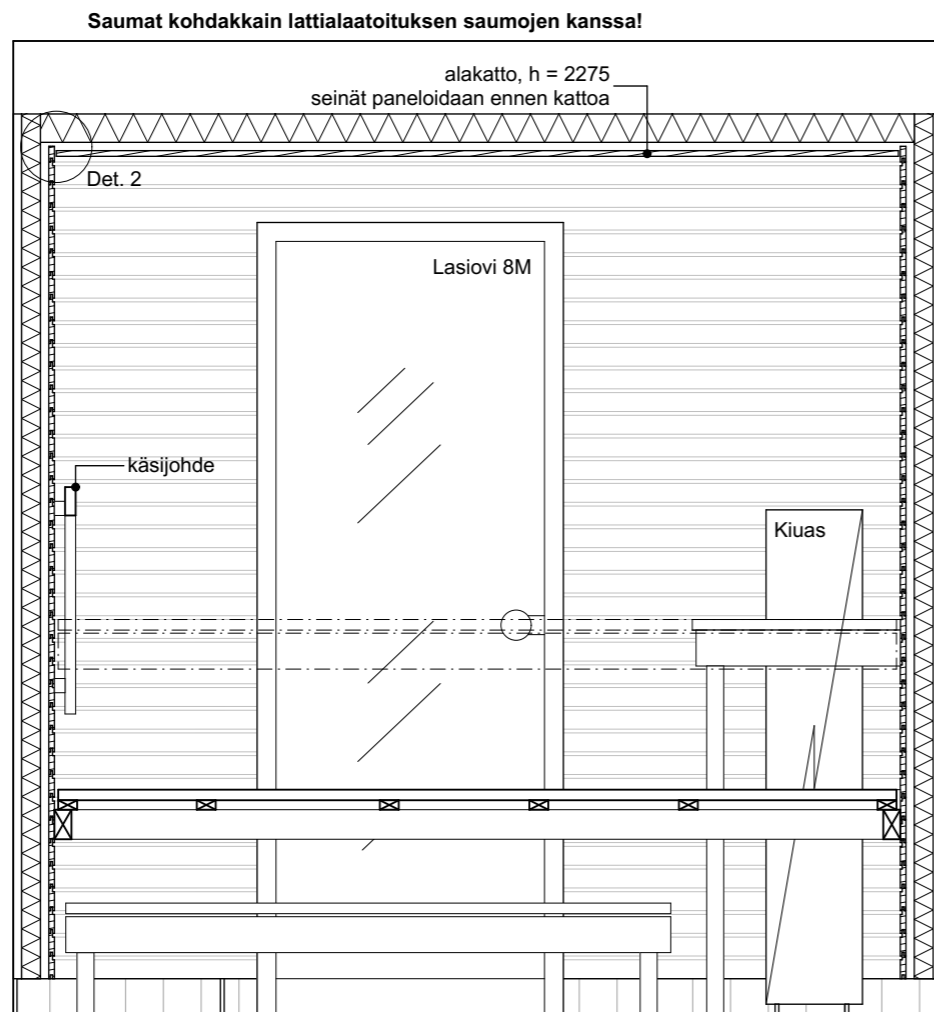 Saumat kohdakkain lattialaatoituksen saumojen kanssa!
alakatto, h = 2275
seinät paneloidaan ennen kattoa
Det. 2
Lasiovi 8M
käsijohde
Kiuas